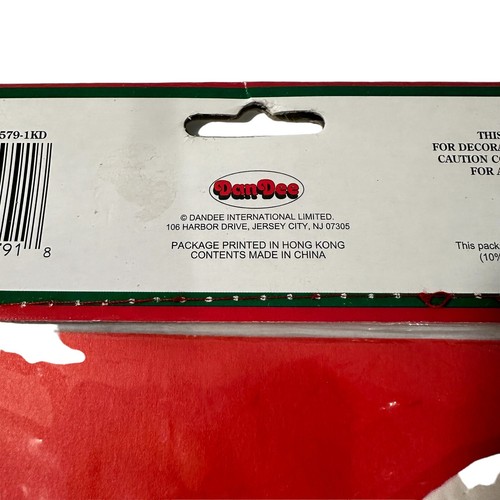 579-1KD
791 8
DanDee
© DANDEE INTERNATIONAL LIMITED.
106 HARBOR DRIVE, JERSEY CITY, NJ 07305
PACKAGE PRINTED IN HONG KONG
CONTENTS MADE IN CHINA
THIS
FOR DECORA
CAUTION CO
FOR A
This pack
(10%